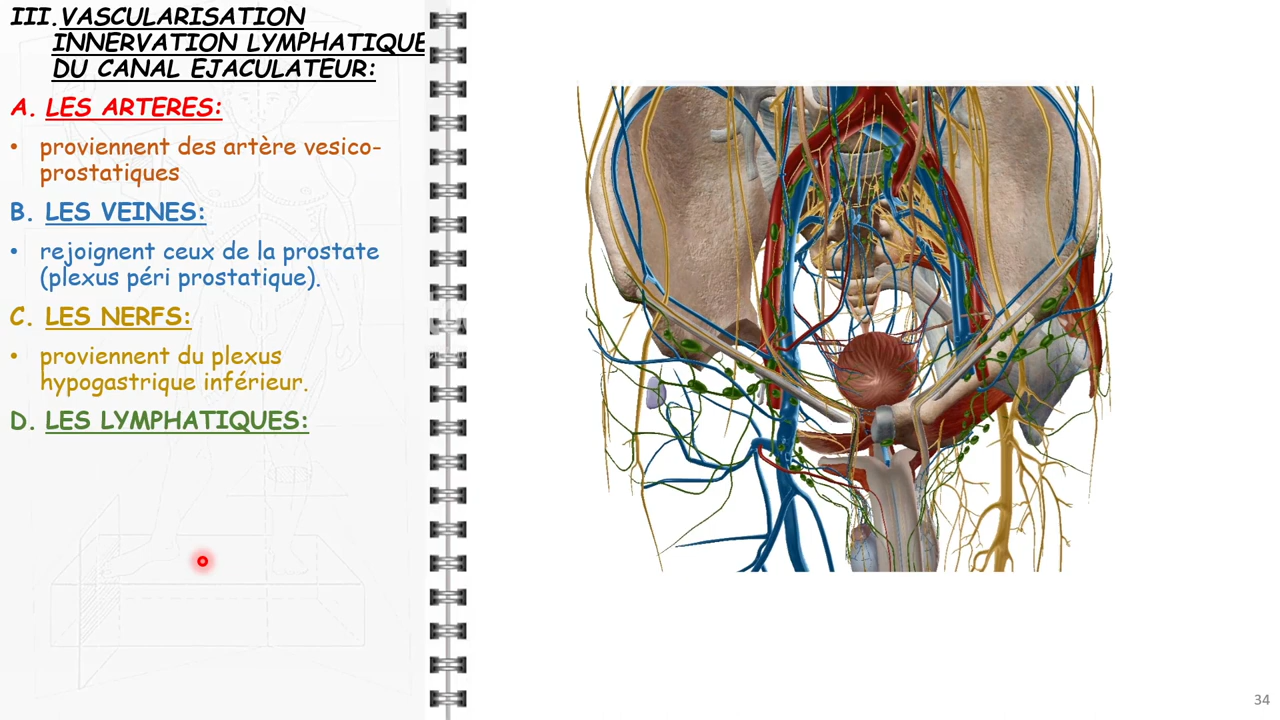 III. VASCULARISATION
INNERVATION LYMPHATIQUE
DU CANAL EJACULATEUR:
A. LES ARTERES:
• proviennent des artère vesico-
prostatiques
B. LES VEINES:
• rejoignent ceux de la prostate
(plexus péri prostatique).
C. LES NERFS:
• proviennent du plexus
hypogastrique inférieur.
D. LES LYMPHATIQUES:
34